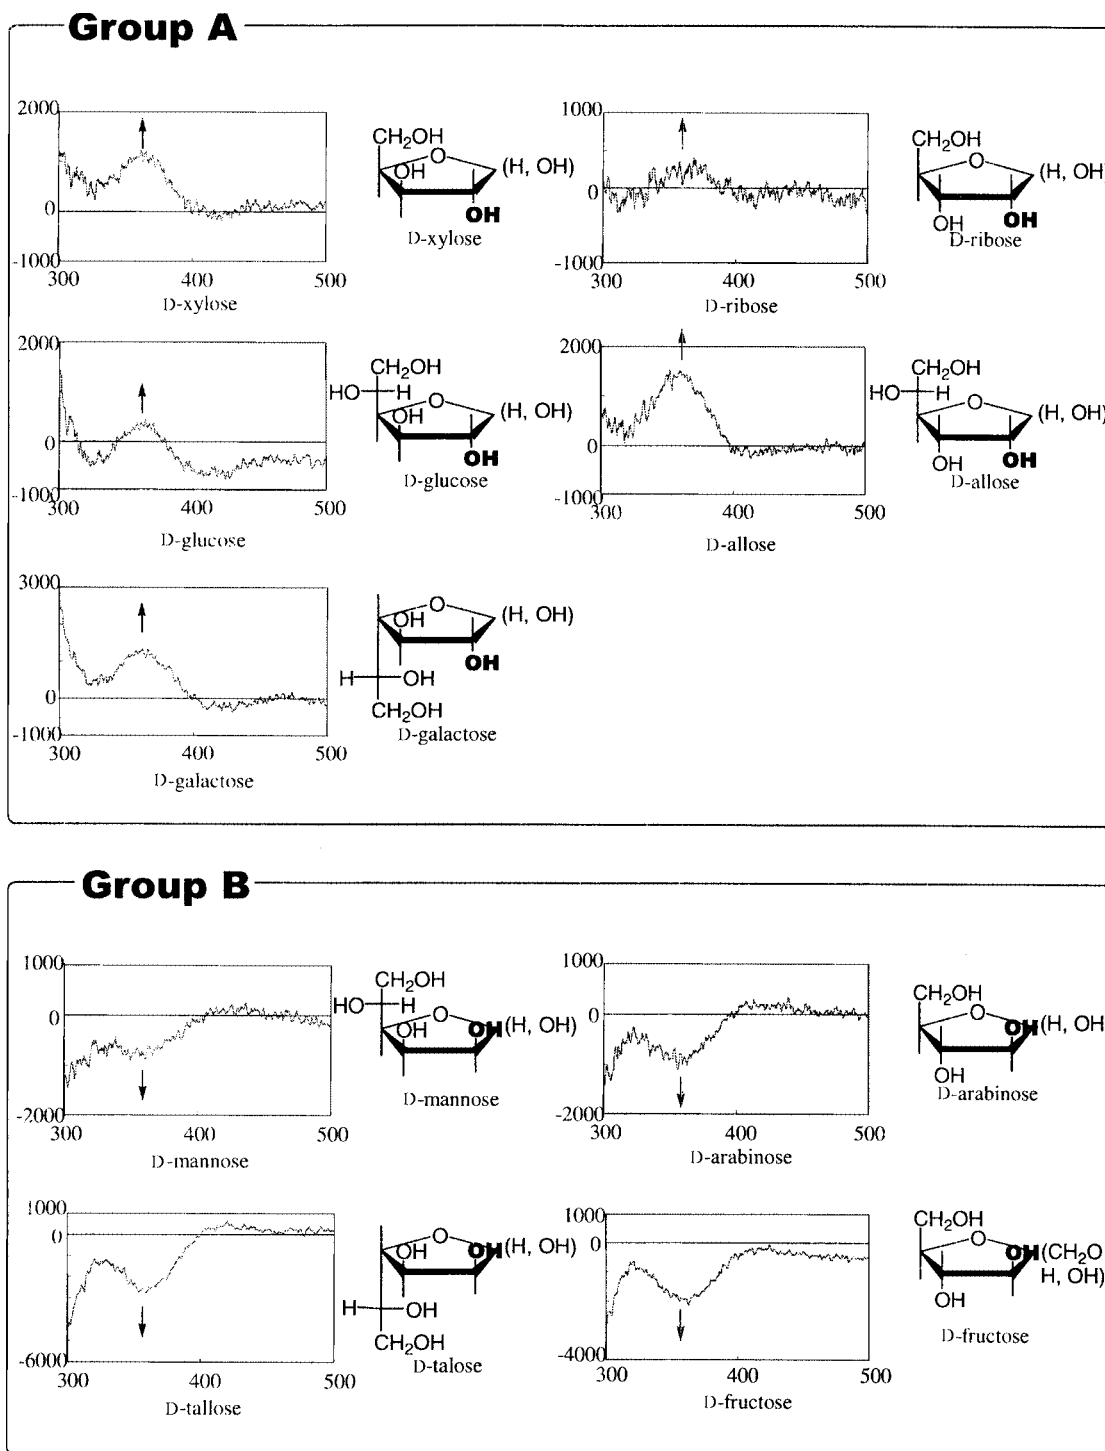 Group A
2000
0
-1000
300 400 500
D-xylose
CH₂OH
O
OH
(H, OH)
OH
D-xylose
1000
0
-1000
300 400 500
D-ribose
CH₂OH
O
(H, OH)
OH
OH
D-ribose
2000
0
-1000
300 400 500
D-glucose
CH₂OH
HO H
O
OH
(H, OH)
OH
D-glucose
2000
0
-1000
300 400 500
D-allose
CH₂OH
HO H
O
(H, OH)
OH
OH
D-allose
3000
0
-1000
300 400 500
D-galactose
O
OH
(H, OH)
OH
H OH
CH₂OH
D-galactose
Group B
1000
0
-2000
300 400 500
D-mannose
CH₂OH
HO H
O
OH OH (H, OH)
D-mannose
1000
0
-2000
300 400 500
D-arabinose
CH₂OH
O
OH (H, OH)
OH
D-arabinose
1000
0
-6000
300 400 500
D-tallose
O
OH OH (H, OH)
H OH
CH₂OH
D-talose
1000
0
-4000
300 400 500
D-fructose
CH₂OH
O
OH (CH₂O
H, OH)
OH
D-fructose